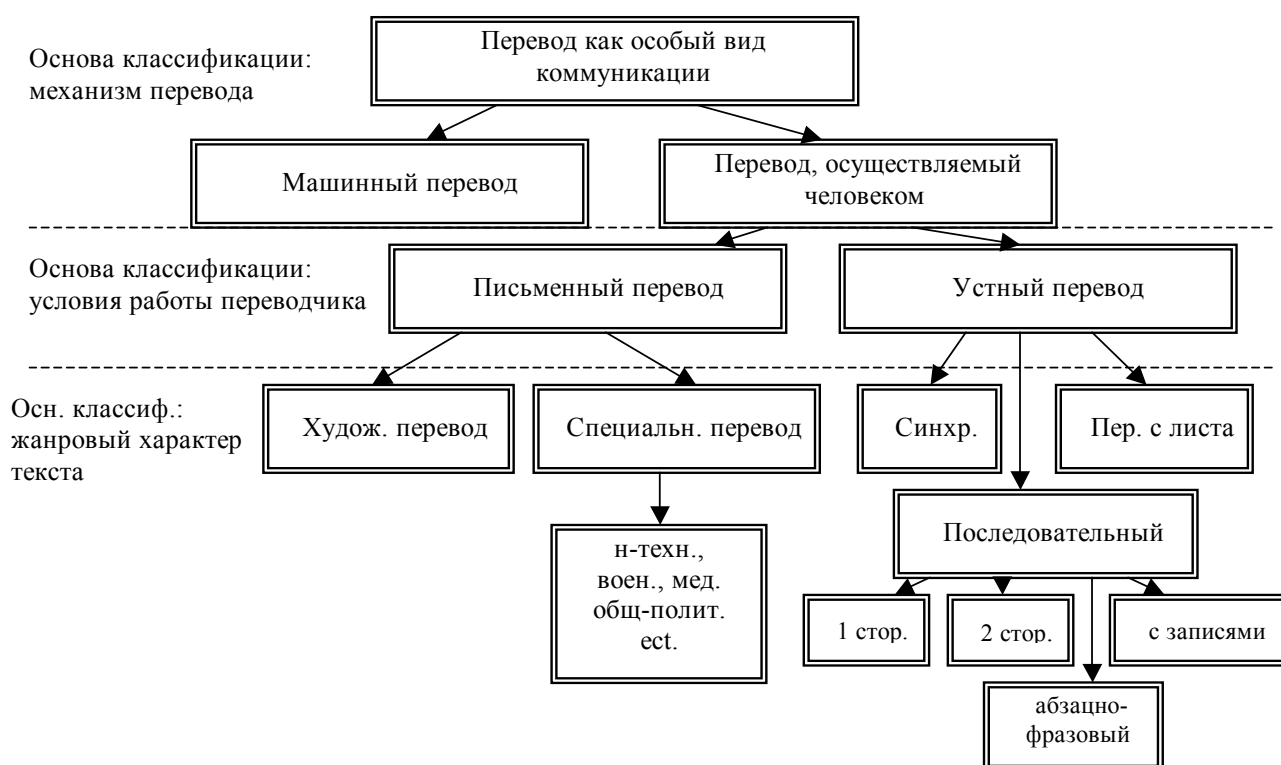 Основа классификации:
механизм перевода
Перевод как особый вид
коммуникации
Машинный перевод
Перевод, осуществляемый
человеком
Основа классификации:
условия работы переводчика
Письменный перевод
Устный перевод
Осн. классиф.:
жанровый характер
текста
Худож. перевод
Специальн. перевод
Синхр.
Пер. с листа
Последовательный
н-техн.,
воен., мед.
общ-полит.
ect.
1 стор.
2 стор.
с записями
абзацно-
фразовый